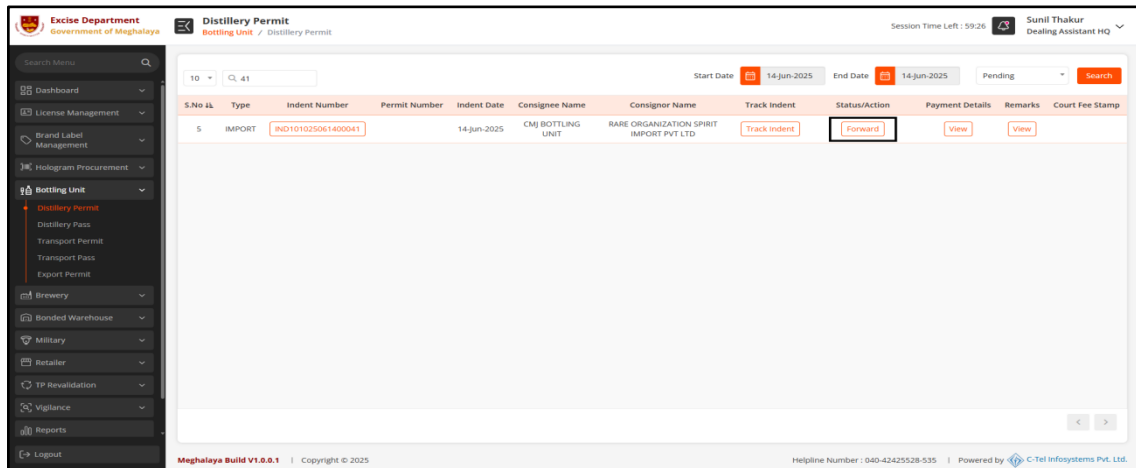 Excise Department
Government of Meghalaya
Distillery Permit
Bottling Unit / Distillery Permit
Session Time Left : 59:26
Sunil Thakur
Dealing Assistant HQ
Search Menu
Dashboard
License Management
Brand Label
Management
Hologram Procurement
Bottling Unit
Distillery Permit
Distillery Pass
Transport Permit
Transport Pass
Export Permit
Brewery
Bonded Warehouse
Military
Retailer
TP Revalidation
Vigilance
Reports
Logout
10 41 Start Date 14-Jun-2025 End Date 14-Jun-2025 Pending Search
S.No Type Indent Number Permit Number Indent Date Consignee Name Consignor Name Track Indent Status/Action Payment Details Remarks Court Fee Stamp
5 IMPORT IND101025061400041 14-Jun-2025 CMJ BOTTLING UNIT RARE ORGANIZATION SPIRIT IMPORT PVT LTD Track Indent Forward View View
< >
Meghalaya Build V1.0.0.1 | Copyright © 2025 Helpline Number : 040-42425528-535 | Powered by C-Tel Infosystems Pvt. Ltd.